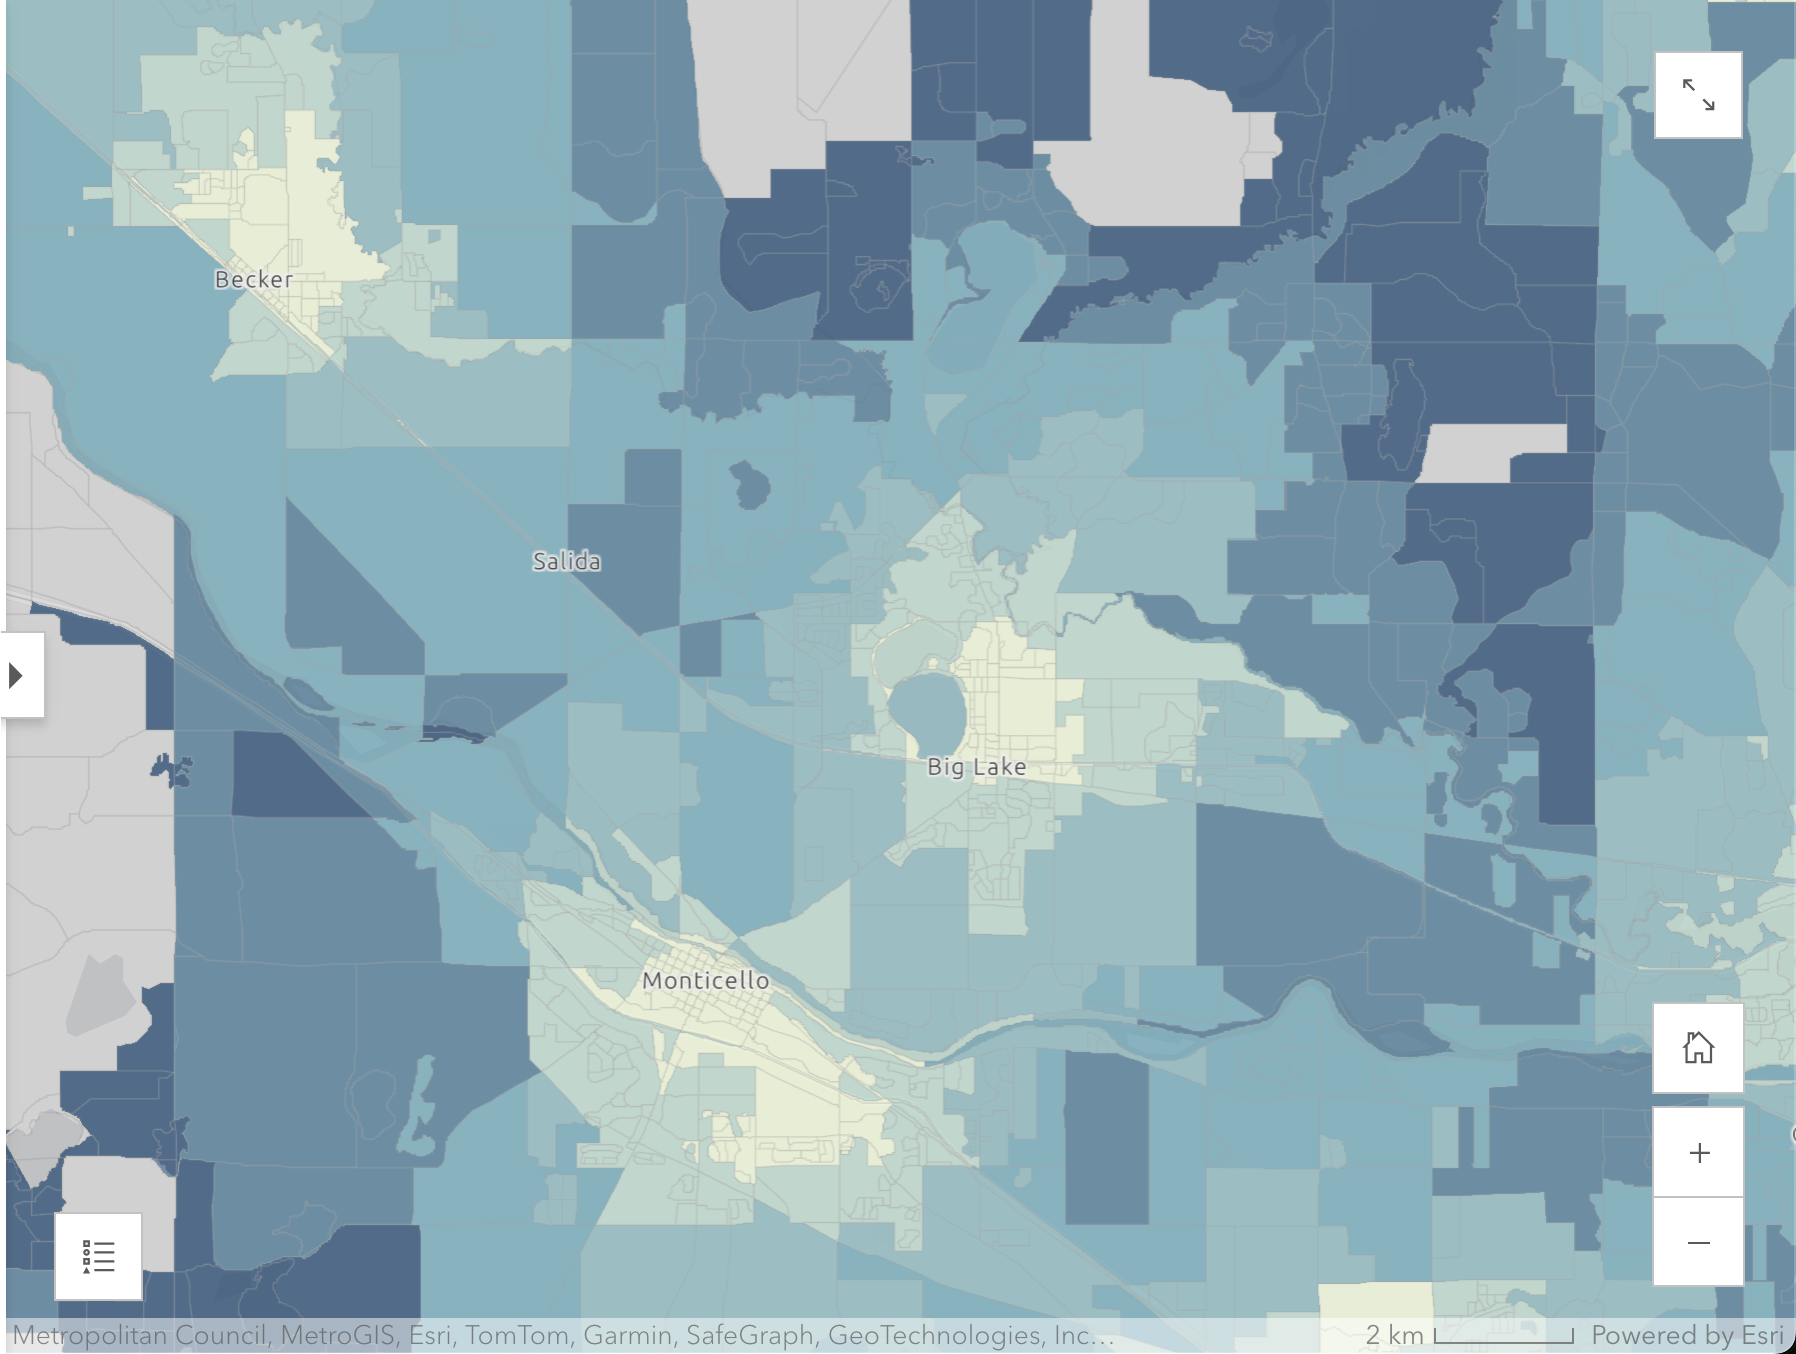 Becker
Salida
Big Lake
Monticello
Metropolitan Council, MetroGIS, Esri, TomTom, Garmin, SafeGraph, GeoTechnologies, Inc...
2 km
Powered by Esri